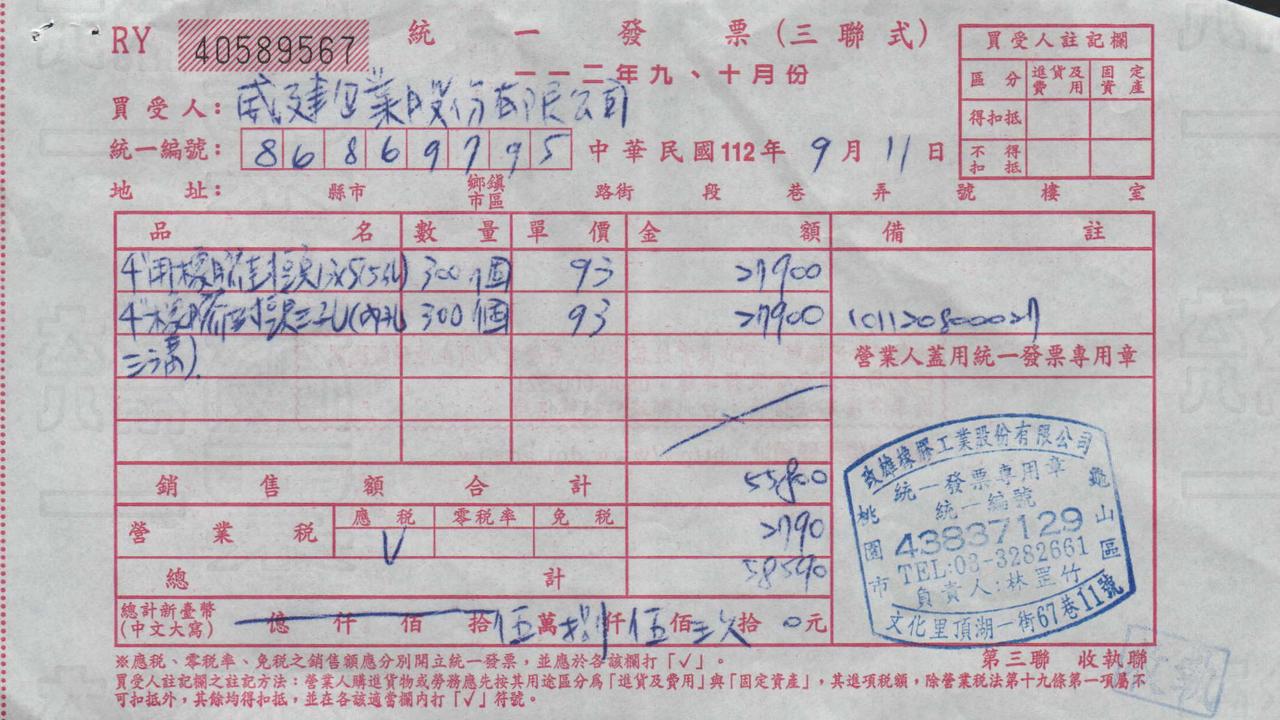 RY 40589567 統一發票(三聯式)
一一二年九、十月份
買受人: 威建企業股份有限公司
統一編號: 86869795 中華民國112年9月11日
地址: 縣市 鄉鎮市區 路街 段 巷 弄 號 樓 室
買受人註記欄
區分 進貨及費用 固定資產
得扣抵
不得扣抵
品名 數量 單價 金額 備註
4"用橡膠 300個 93 27900
4"橡膠 三孔(內孔 300個 93 27900 101120800027
三溝).
營業人蓋用統一發票專用章
銷售額合計 55800
營業稅 應稅 V 零稅率 免稅 2790
總計 58590
總計新臺幣(中文大寫) 億仟佰拾伍萬捌仟伍佰玖拾0元
政雄橡膠工業股份有限公司
統一發票專用章
統一編號
43837129
TEL:03-3282661
負責人:林罡竹
桃園市 龜山區
文化里頂湖一街67巷11號
※應稅、零稅率、免稅之銷售額應分別開立統一發票,並應於各該欄打「✓」。
第三聯 收執聯
買受人註記欄之註記方法:營業人購進貨物或勞務應先按其用途區分為「進貨及費用」與「固定資產」,其進項稅額,除營業稅法第十九條第一項屬不
可扣抵外,其餘均得扣抵,並在各該適當欄內打「✓」符號。